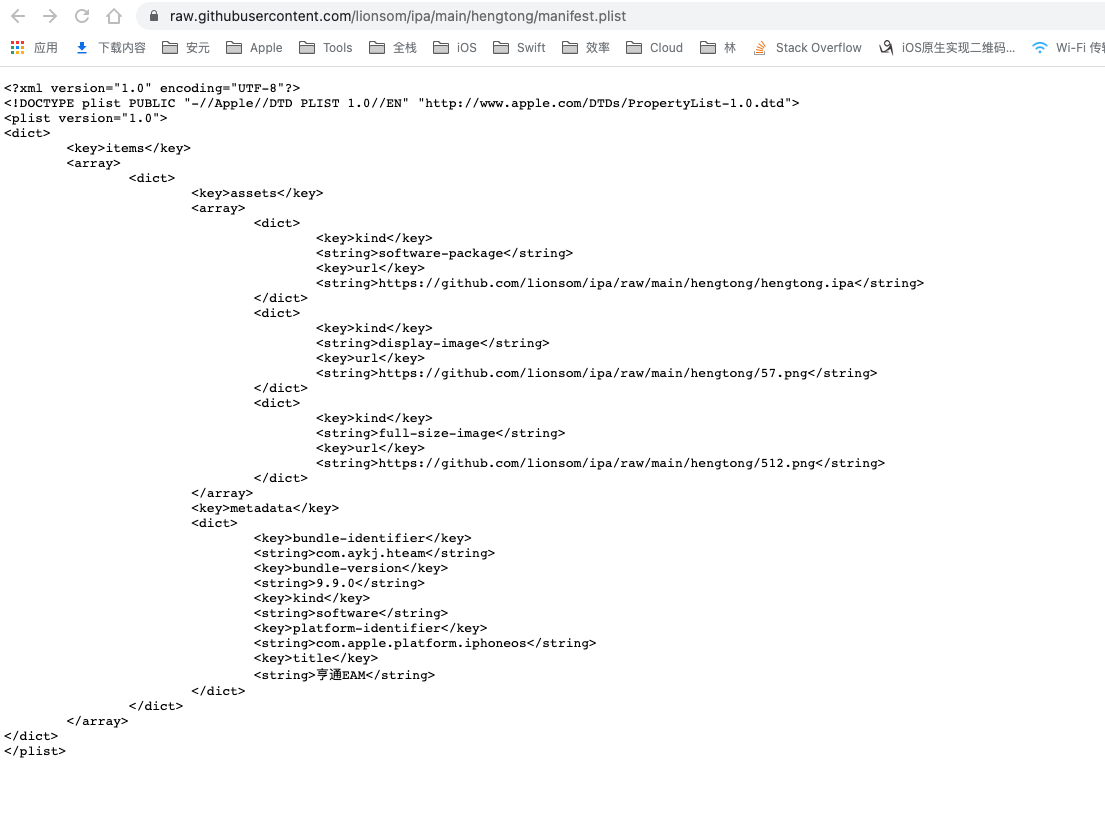 raw.githubusercontent.com/lionsom/ipa/main/hengtong/manifest.plist
应用 下载内容 安元 Apple Tools 全栈 iOS Swift 效率 Cloud 林 Stack Overflow iOS原生实现二维码... Wi-Fi 传
<?xml version="1.0" encoding="UTF-8"?>
<!DOCTYPE plist PUBLIC "-//Apple//DTD PLIST 1.0//EN" "http://www.apple.com/DTDs/PropertyList-1.0.dtd">
<plist version="1.0">
<dict>
<key>items</key>
<array>
<dict>
<key>assets</key>
<array>
<dict>
<key>kind</key>
<string>software-package</string>
<key>url</key>
<string>https://github.com/lionsom/ipa/raw/main/hengtong/hengtong.ipa</string>
</dict>
<dict>
<key>kind</key>
<string>display-image</string>
<key>url</key>
<string>https://github.com/lionsom/ipa/raw/main/hengtong/57.png</string>
</dict>
<dict>
<key>kind</key>
<string>full-size-image</string>
<key>url</key>
<string>https://github.com/lionsom/ipa/raw/main/hengtong/512.png</string>
</dict>
</array>
<key>metadata</key>
<dict>
<key>bundle-identifier</key>
<string>com.aykj.hteam</string>
<key>bundle-version</key>
<string>9.9.0</string>
<key>kind</key>
<string>software</string>
<key>platform-identifier</key>
<string>com.apple.platform.iphoneos</string>
<key>title</key>
<string>亨通EAM</string>
</dict>
</dict>
</array>
</dict>
</plist>